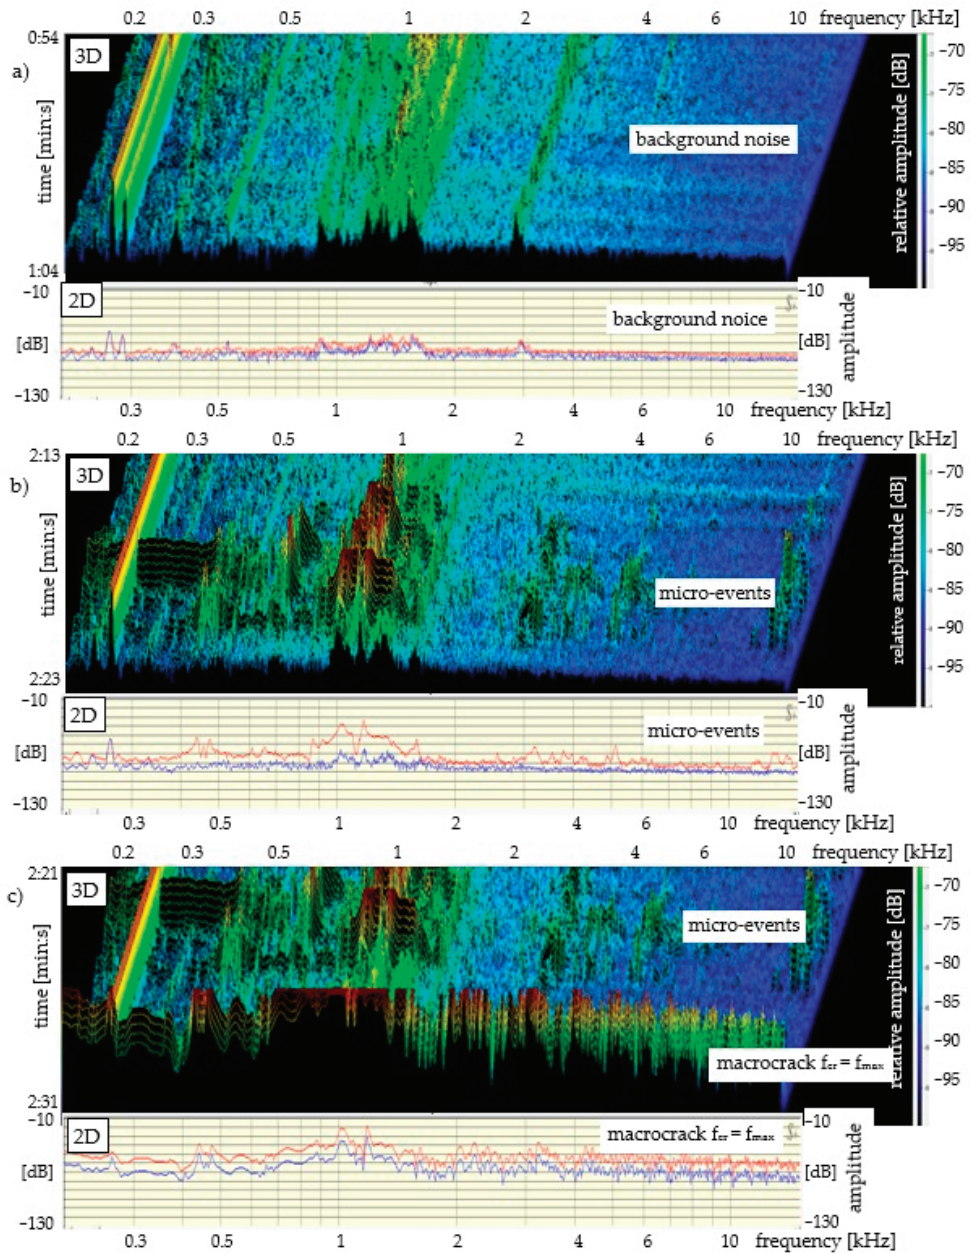 0.2 0.3 0.5 1 2 4 6 10 frequency [kHz]
0:54
3D
a)
time [min:s]
background noise
relative amplitude [dB]
−70
−75
−80
−85
−90
−95
1:04
−10
2D
background noice
[dB]
−130
−10
[dB]
−130
amplitude
0.3 0.5 1 2 4 6 10 frequency [kHz]
0.2 0.3 0.5 1 2 4 6 10 frequency [kHz]
2:13
3D
b)
time [min:s]
micro-events
relative amplitude [dB]
−70
−75
−80
−85
−90
−95
2:23
−10
2D
micro-events
[dB]
−130
−10
[dB]
−130
amplitude
0.3 0.5 1 2 4 6 10 frequency [kHz]
0.2 0.3 0.5 1 2 4 6 10 frequency [kHz]
2:21
3D
c)
time [min:s]
micro-events
macrocrack fcr = fmax
relative amplitude [dB]
−70
−75
−80
−85
−90
−95
2:31
−10
2D
macrocrack fcr = fmax
[dB]
−130
−10
[dB]
−130
amplitude
0.3 0.5 1 2 4 6 10 frequency [kHz]